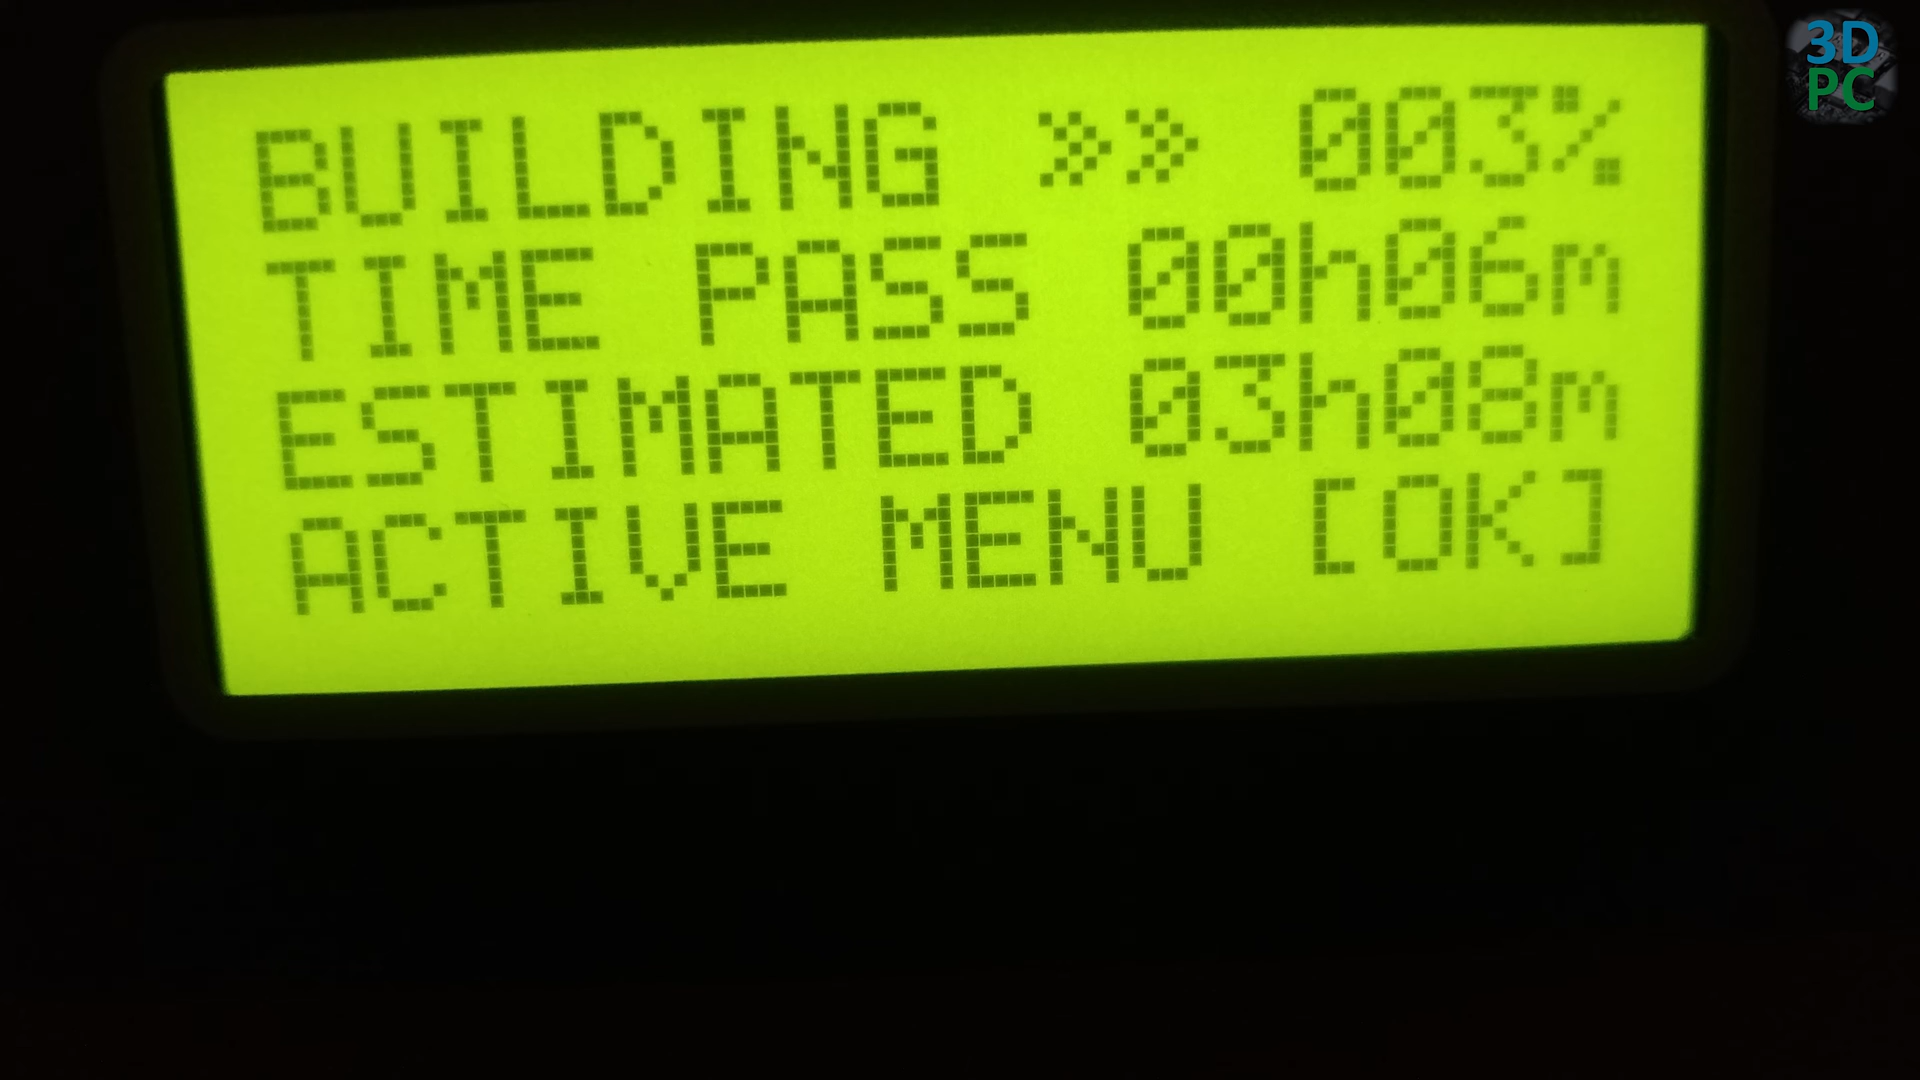 BUILDING »» 003%
TIME PASS 00h06m
ESTIMATED 03h08m
ACTIVE MENU [OK]
3D
PC